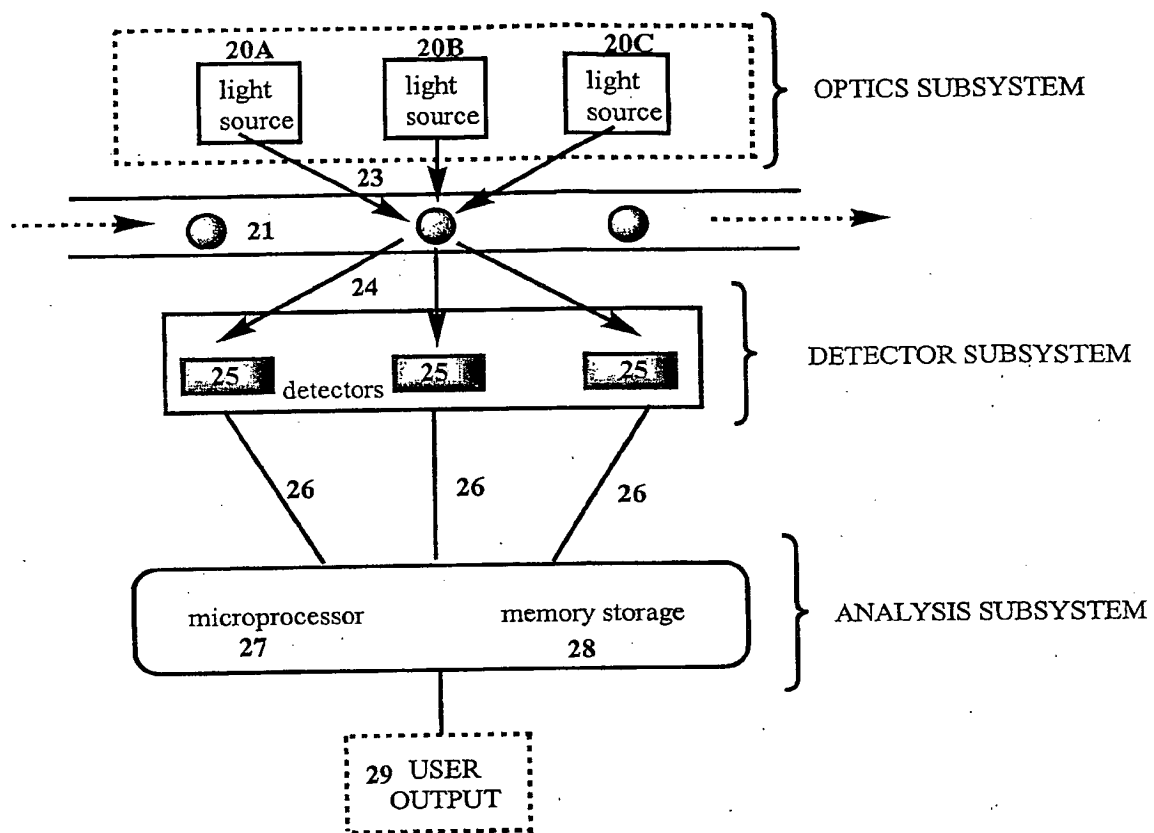 20A
20B
20C
light
source
light
source
light
source
OPTICS SUBSYSTEM
23
21
24
25
25
25
detectors
DETECTOR SUBSYSTEM
26
26
26
microprocessor
27
memory storage
28
ANALYSIS SUBSYSTEM
29 USER
OUTPUT